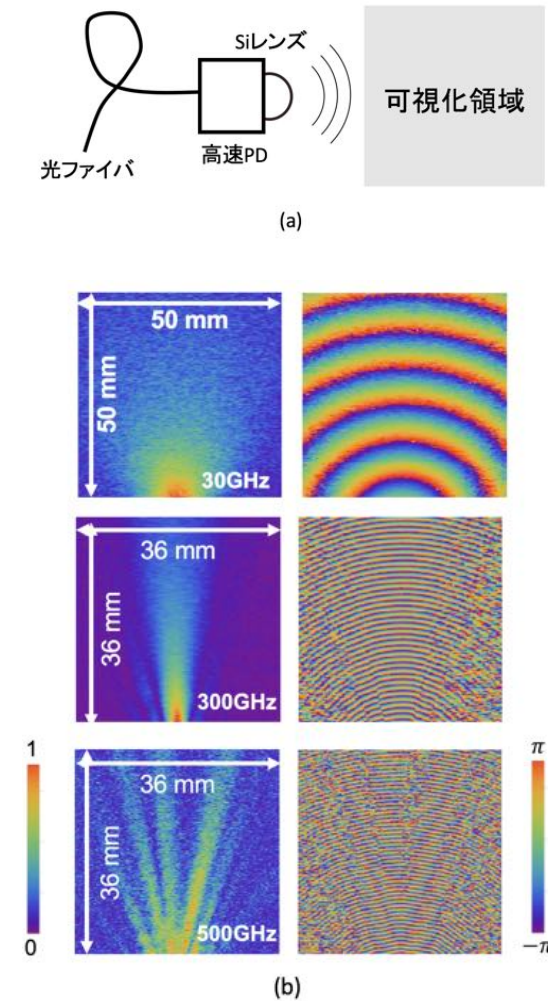 Siレンズ
可視化領域
高速PD
光ファイバ
(a)
50 mm
50 mm
30GHz
36 mm
36 mm
300GHz
1
π
36 mm
36 mm
500GHz
0
−π
(b)